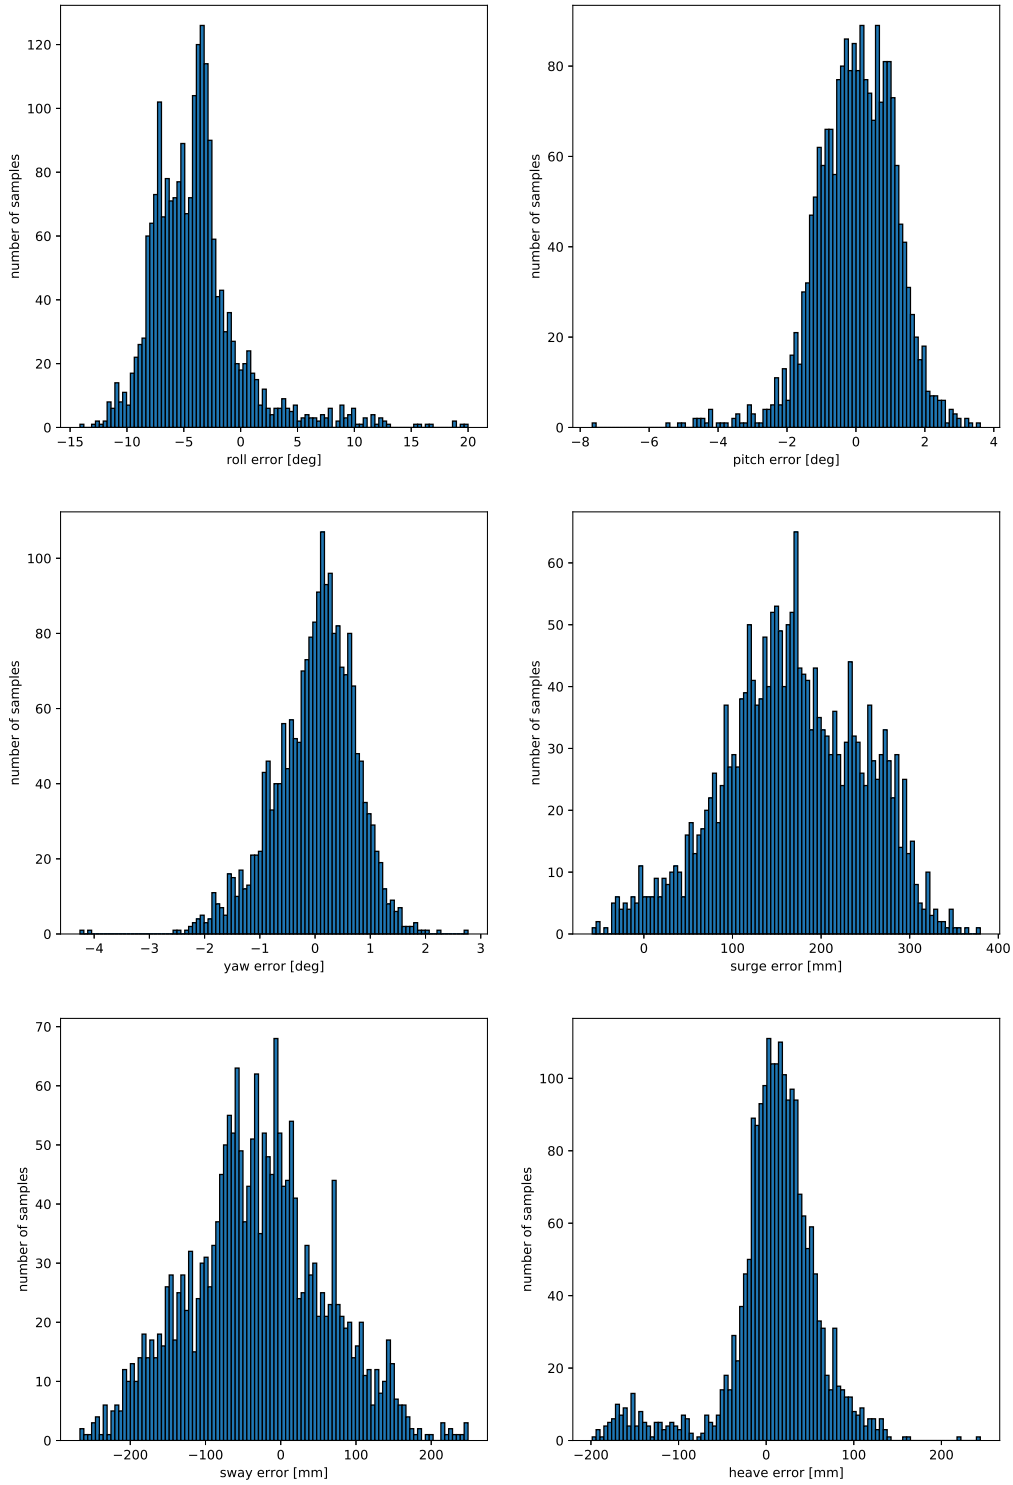 120
100
80
60
40
20
0
number of samples
−15 −10 −5 0 5 10 15 20
roll error [deg]
80
60
40
20
0
number of samples
−8 −6 −4 −2 0 2 4
pitch error [deg]
100
80
60
40
20
0
number of samples
−4 −3 −2 −1 0 1 2 3
yaw error [deg]
60
50
40
30
20
10
0
number of samples
0 100 200 300 400
surge error [mm]
70
60
50
40
30
20
10
0
number of samples
−200 −100 0 100 200
sway error [mm]
100
80
60
40
20
0
number of samples
−200 −100 0 100 200
heave error [mm]